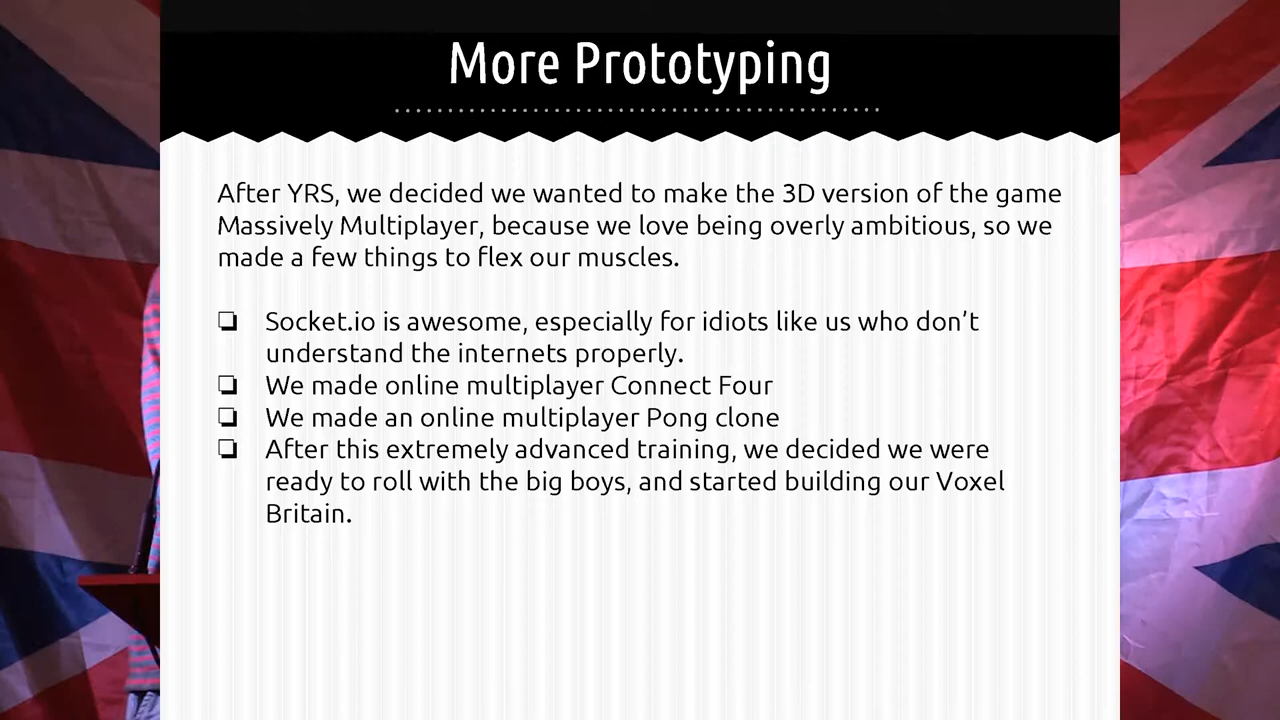 More Prototyping
After YRS, we decided we wanted to make the 3D version of the game
Massively Multiplayer, because we love being overly ambitious, so we
made a few things to flex our muscles.
❏ Socket.io is awesome, especially for idiots like us who don’t
understand the internets properly.
❏ We made online multiplayer Connect Four
❏ We made an online multiplayer Pong clone
❏ After this extremely advanced training, we decided we were
ready to roll with the big boys, and started building our Voxel
Britain.